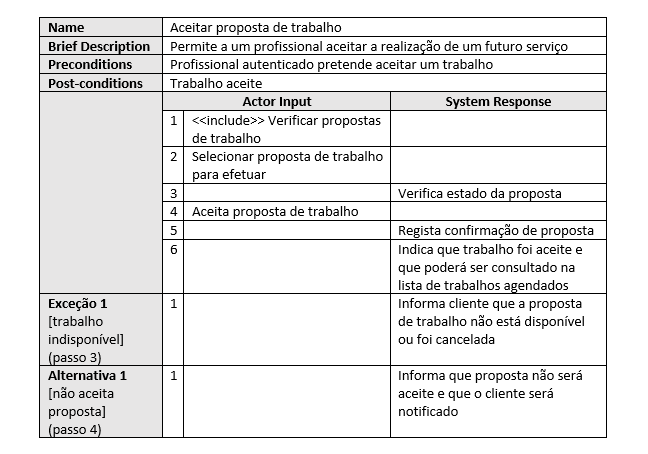 Name Aceitar proposta de trabalho
Brief Description Permite a um profissional aceitar a realização de um futuro serviço
Preconditions Profissional autenticado pretende aceitar um trabalho
Post-conditions Trabalho aceite
Actor Input System Response
1 <<include>> Verificar propostas
de trabalho
2 Selecionar proposta de trabalho
para efetuar
3 Verifica estado da proposta
4 Aceita proposta de trabalho
5 Regista confirmação de proposta
6 Indica que trabalho foi aceite e
que poderá ser consultado na
lista de trabalhos agendados
Exceção 1 1 Informa cliente que a proposta
[trabalho de trabalho não está disponível
indisponível] ou foi cancelada
(passo 3)
Alternativa 1 1 Informa que proposta não será
[não aceita aceite e que o cliente será
proposta] notificado
(passo 4)